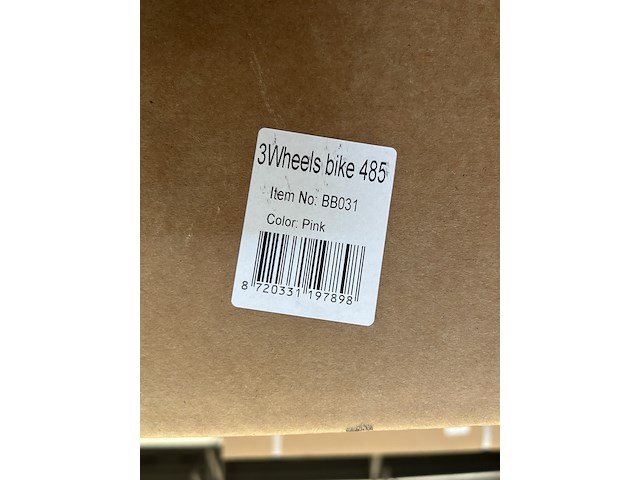 3Wheels bike 485
Item No: BB031
Color: Pink
8 720331 197898